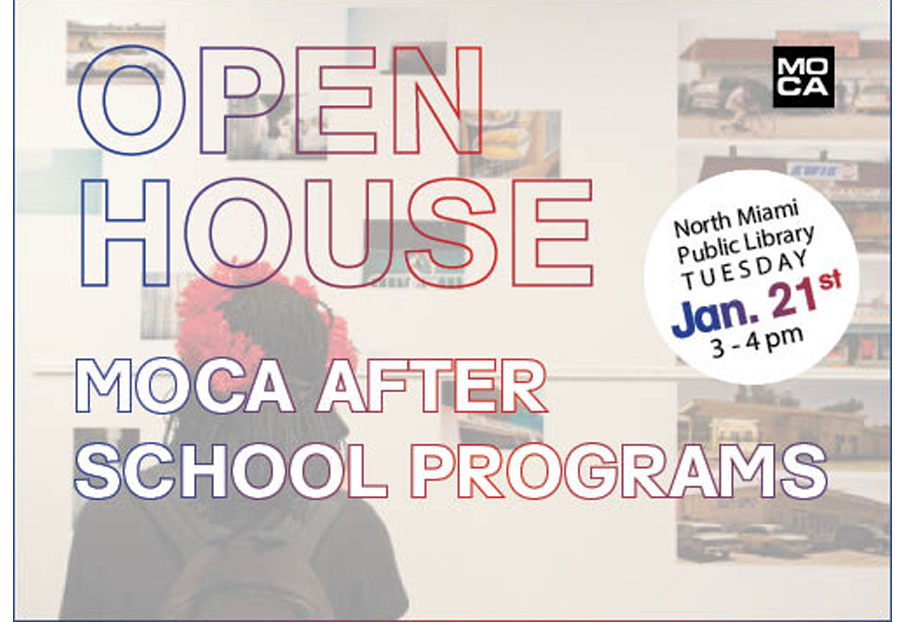 OPEN
HOUSE
MO
CA
North Miami
Public Library
TUESDAY
Jan. 21st
3 - 4 pm
MOCA AFTER
SCHOOL PROGRAMS